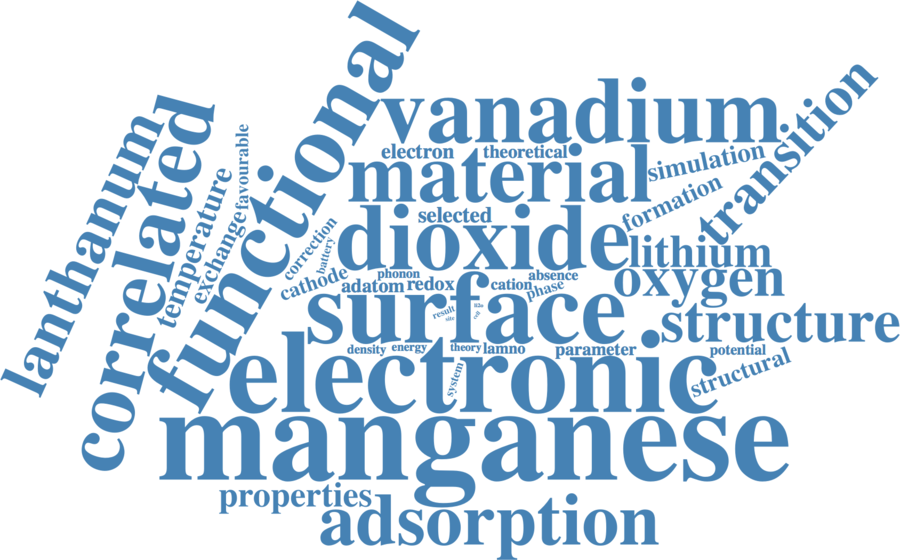 functional
vanadium
transition
lanthanum
correlated
favourable
electron
theoretical
simulation
material
temperature
exchange
formation
selected
correction
dioxide
lithium
battery
cathode
phonon
absence
oxygen
adatom
redox
cation
phase
surface
result
site
structure
density
energy
theory
lamno
parameter
potential
electronic
system
structural
manganese
properties
adsorption